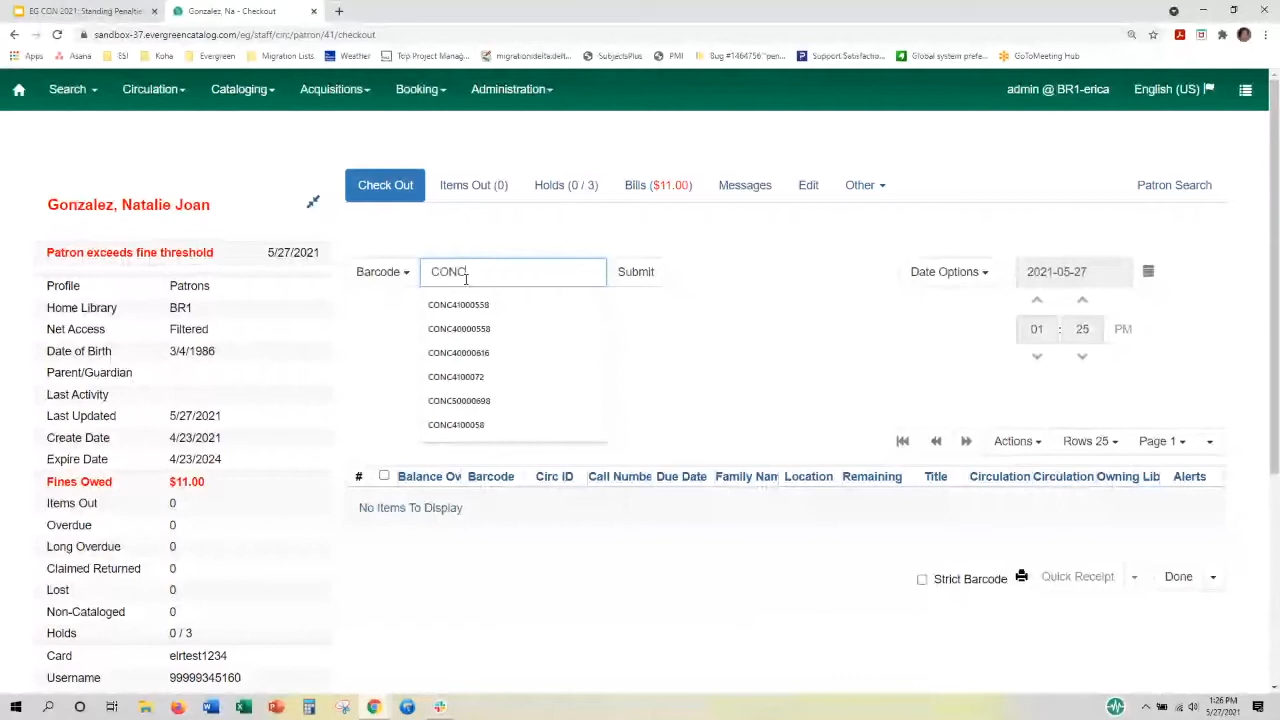 EG CON 2021: Standing Penalti
Gonzalez, Na - Checkout
sandbox-37.evergreencatalog.com/eg/staff/circ/patron/41/checkout
Apps Asana ESI Koha Evergreen Migration Lists Weather Top Project Manag... migration:delta:delt... SubjectsPlus PMI Bug #1464756 "pen... Support:Satisfactio... Global system prefa... GoToMeeting Hub
Search Circulation Cataloging Acquisitions Booking Administration admin @ BR1-erica English (US)
Check Out Items Out (0) Holds (0 / 3) Bills ($11.00) Messages Edit Other Patron Search
Gonzalez, Natalie Joan
Patron exceeds fine threshold 5/27/2021
Profile Patrons
Home Library BR1
Net Access Filtered
Date of Birth 3/4/1986
Parent/Guardian
Last Activity
Last Updated 5/27/2021
Create Date 4/23/2021
Expire Date 4/23/2024
Fines Owed $11.00
Items Out 0
Overdue 0
Long Overdue 0
Claimed Returned 0
Lost 0
Non-Cataloged 0
Holds 0 / 3
Card elrtest1234
Username 99999345160
Barcode CONC Submit
CONC41000558
CONC40000558
CONC40000616
CONC4100072
CONC50000698
CONC4100058
Date Options 2021-05-27
01 : 25 PM
Actions Rows 25 Page 1
# Balance Ow Barcode Circ ID Call Numbe Due Date Family Nam Location Remaining Title Circulation Circulation Owning Lib Alerts
No Items To Display
Strict Barcode Quick Receipt Done
1:26 PM
5/27/2021